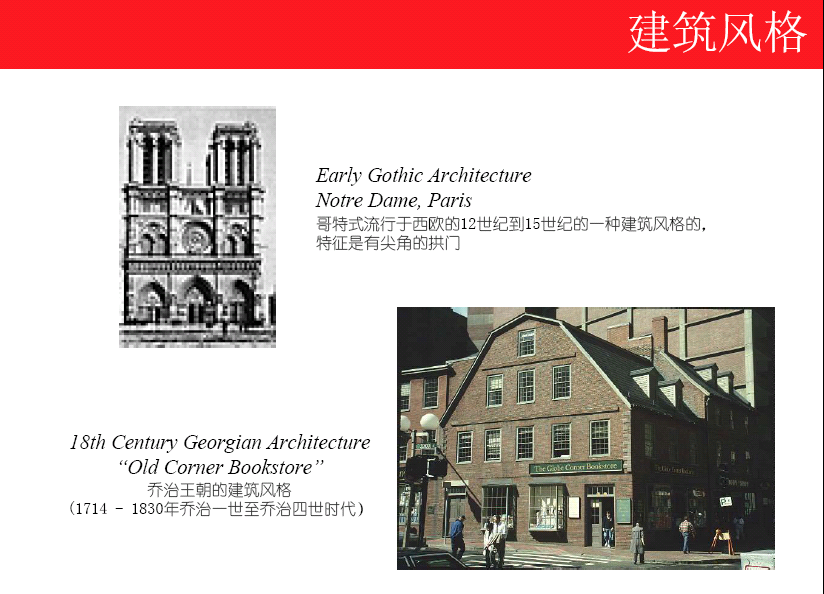 建筑风格
Early Gothic Architecture
Notre Dame, Paris
哥特式流行于西欧的12世纪到15世纪的一种建筑风格的,
特征是有尖角的拱门
The Globe Corner Bookstore
18th Century Georgian Architecture
“Old Corner Bookstore”
乔治王朝的建筑风格
(1714 - 1830年乔治一世至乔治四世时代)